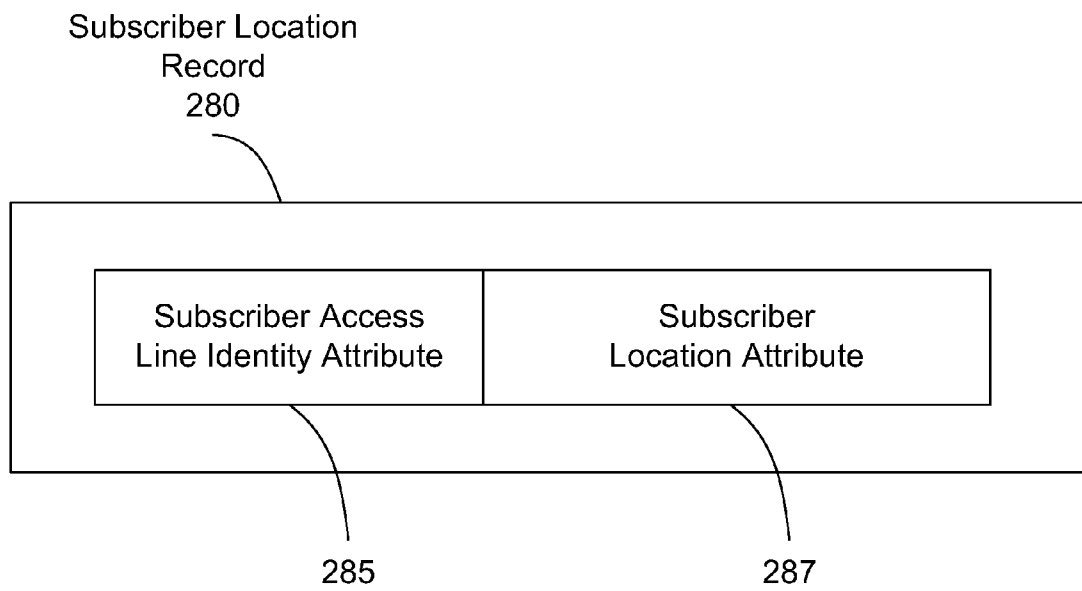 Subscriber Location
Record
280
Subscriber Access
Line Identity Attribute
Subscriber
Location Attribute
285
287